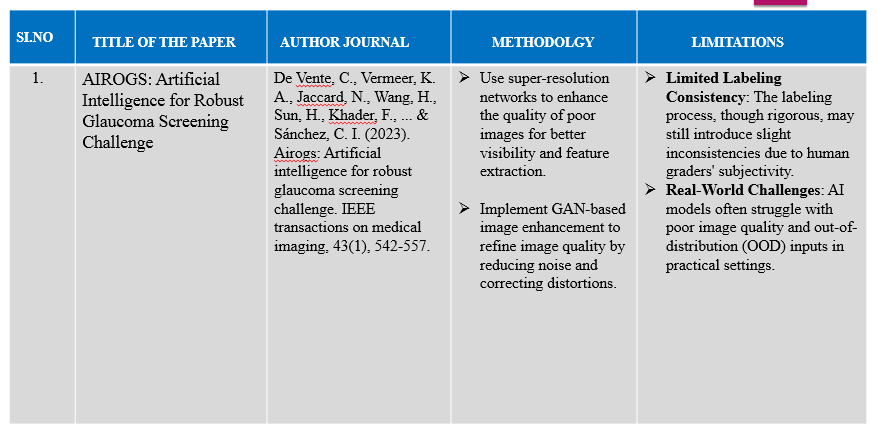 SI.NO
TITLE OF THE PAPER
AUTHOR JOURNAL
METHODOLGY
LIMITATIONS
1.
AIROGS: Artificial
Intelligence for Robust
Glaucoma Screening
Challenge
De Vente, C., Vermeer, K.
A., Jaccard, N., Wang, H.,
Sun, H., Khader, F., ... &
Sánchez, C. I. (2023).
Airogs: Artificial
intelligence for robust
glaucoma screening
challenge. IEEE
transactions on medical
imaging, 43(1), 542-557.
➢ Use super-resolution
networks to enhance
the quality of poor
images for better
visibility and feature
extraction.
➢ Implement GAN-based
image enhancement to
refine image quality by
reducing noise and
correcting distortions.
➢ Limited Labeling
Consistency: The labeling
process, though rigorous, may
still introduce slight
inconsistencies due to human
graders' subjectivity.
➢ Real-World Challenges: AI
models often struggle with
poor image quality and out-of-
distribution (OOD) inputs in
practical settings.